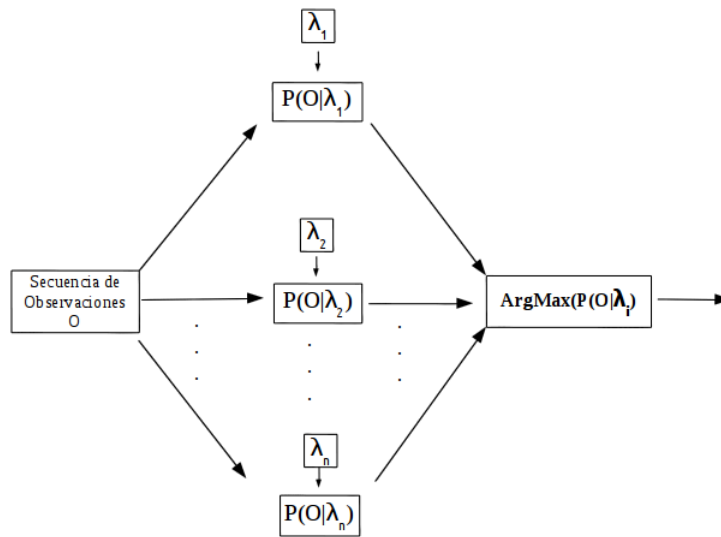 λ₁
P(O|λ₁)
λ₂
Secuencia de
Observaciones
O
P(O|λ₂)
ArgMax(P(O|λᵢ)
λₙ
P(O|λₙ)